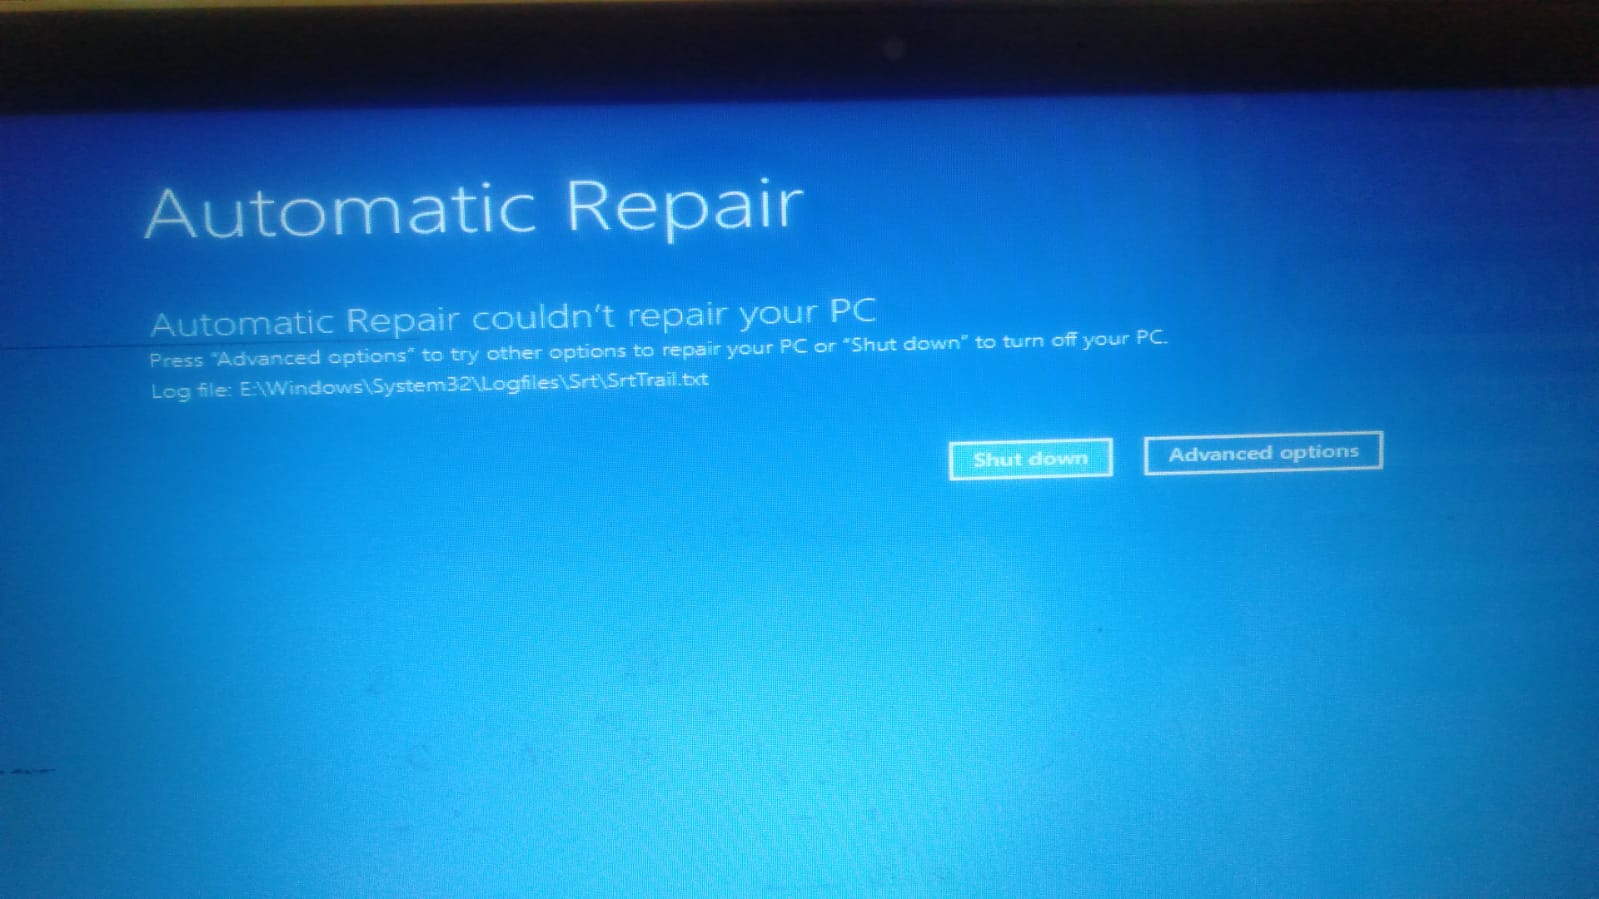 Automatic Repair
Automatic Repair couldn't repair your PC
Press "Advanced options" to try other options to repair your PC or "Shut down" to turn off your PC.
Log file: E:\Windows\System32\Logfiles\Srt\SrtTrail.txt
Shut down
Advanced options